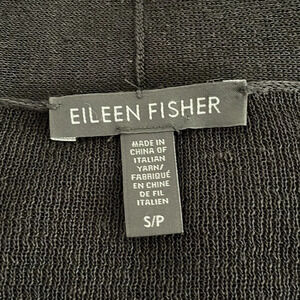 EILEEN FISHER
MADE IN
CHINA OF
ITALIAN
YARN/
FABRIQUÉ
EN CHINE
DE FIL
ITALIEN
S/P